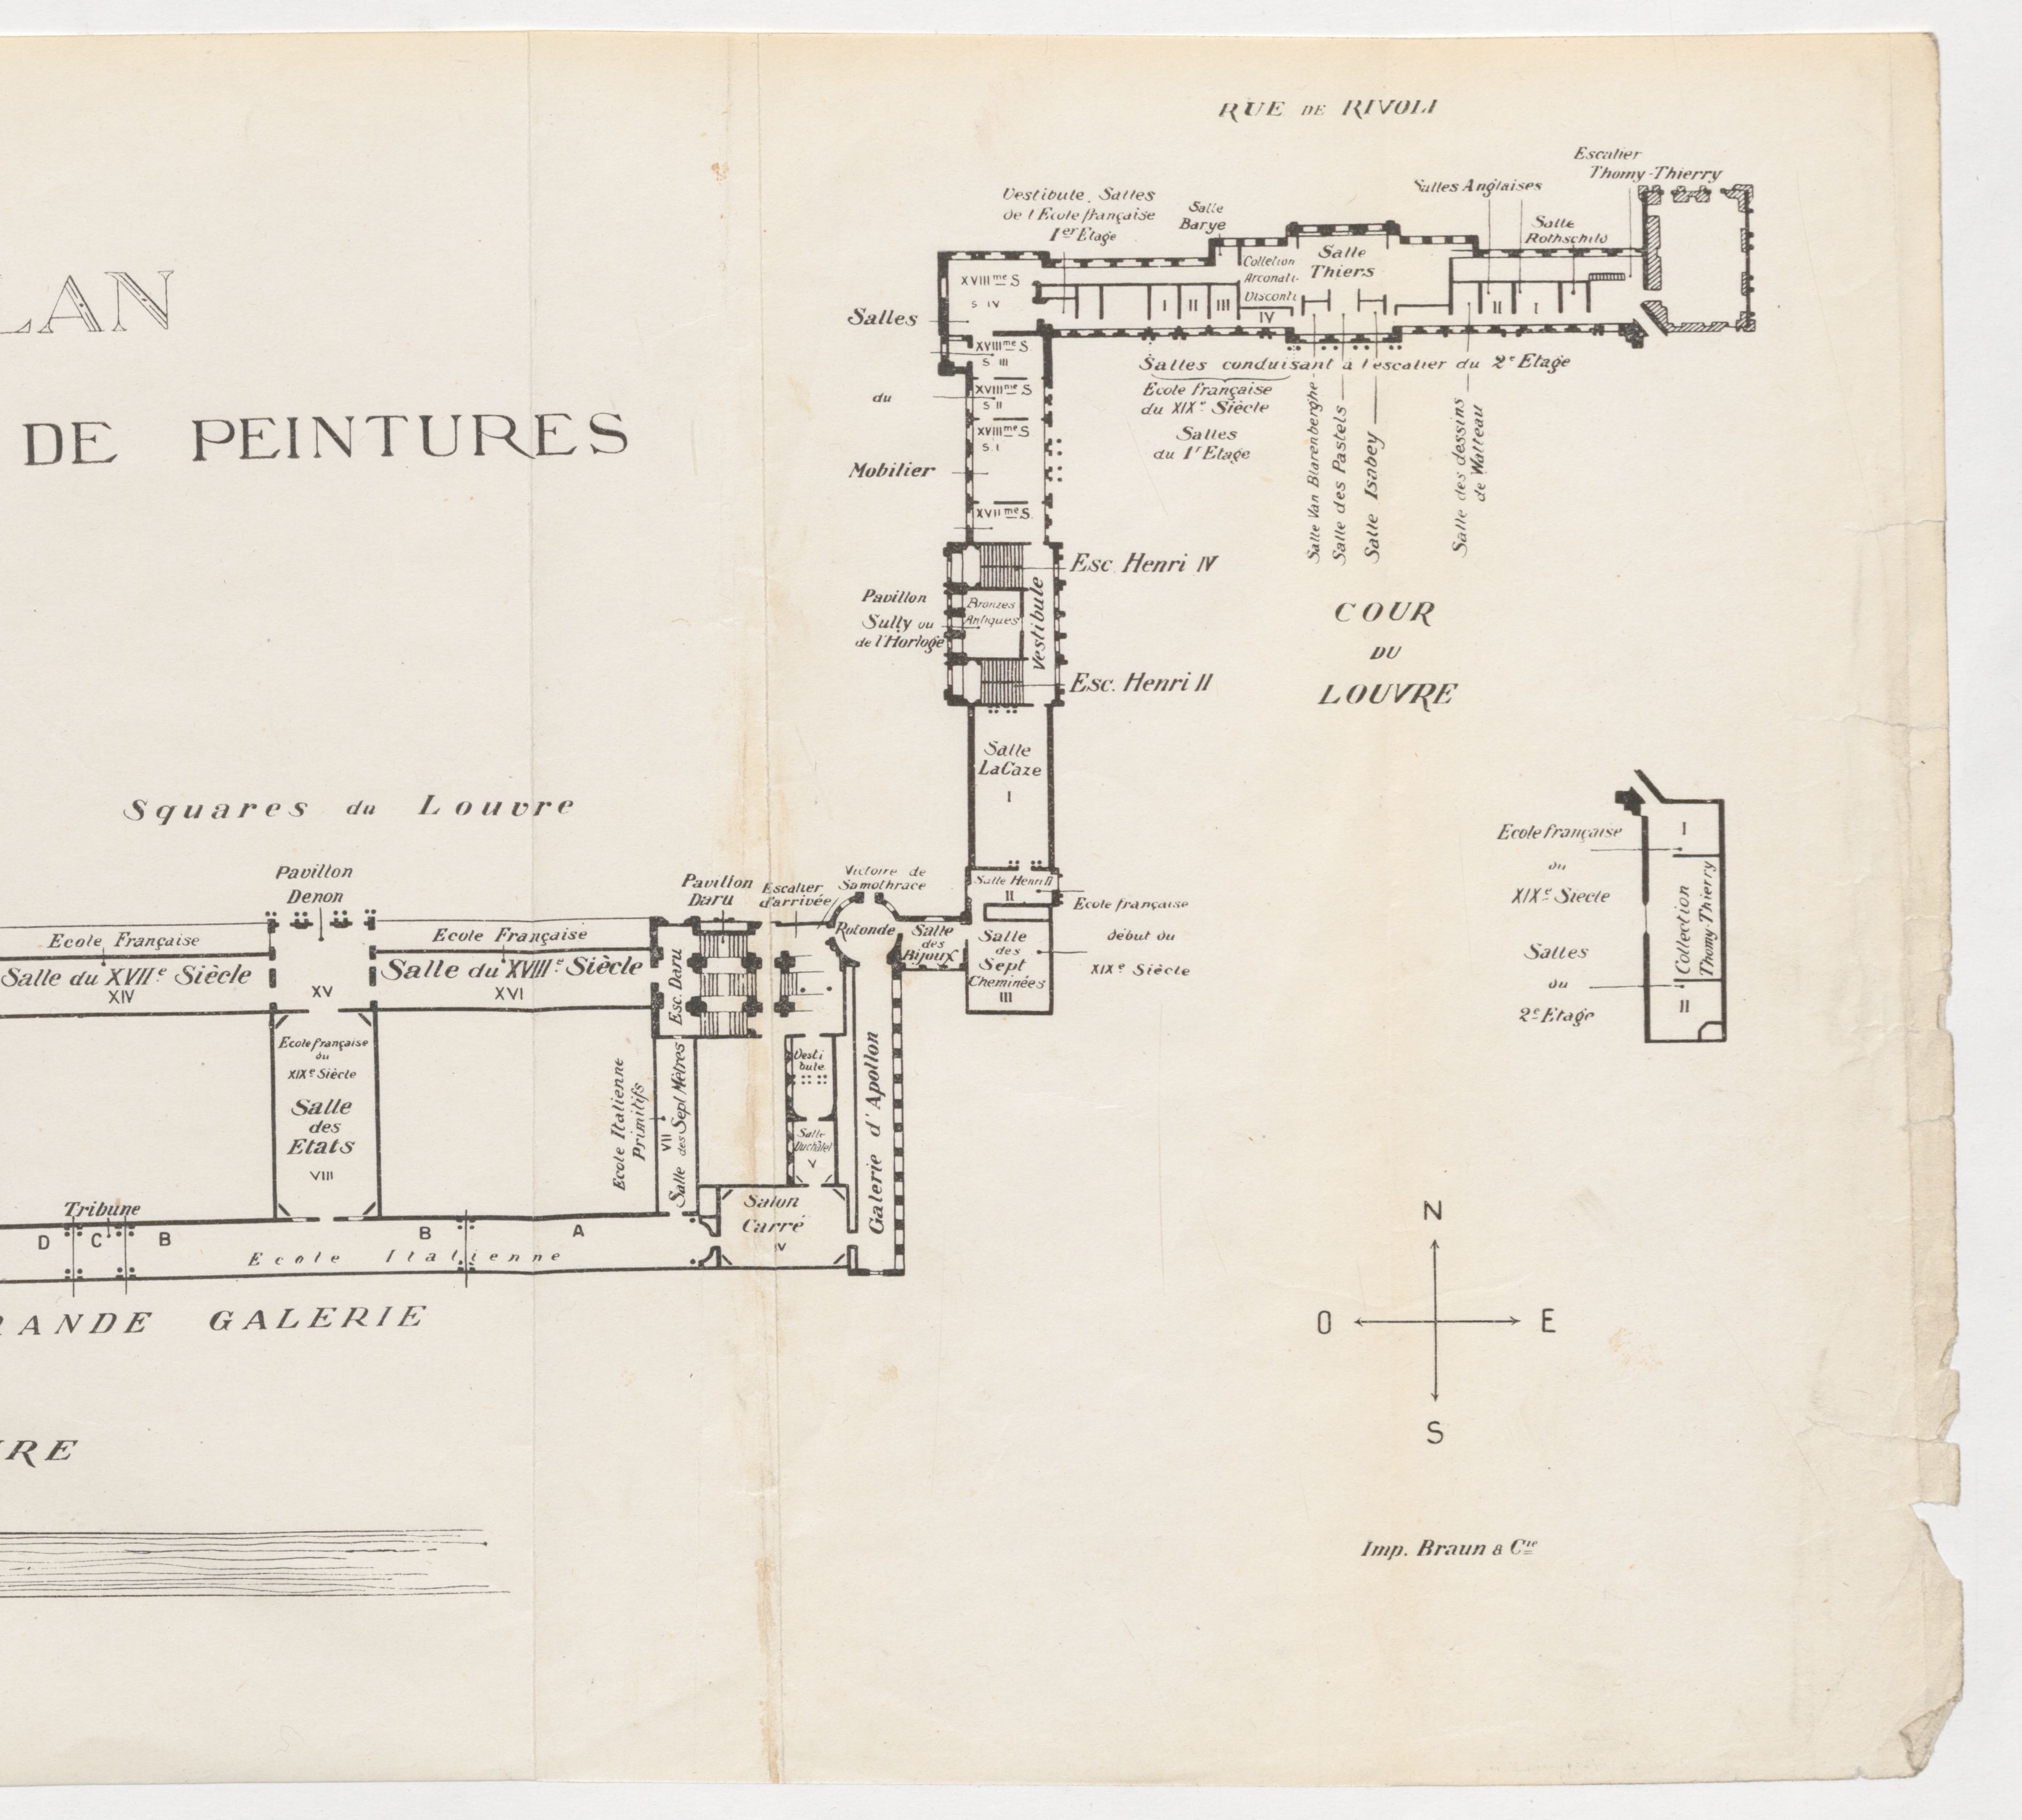 RUE DE RIVOLI
Escalier
Thomy-Thierry
Salles Anglaises
Vestibule, Salles
de l'Ecole française
1er Etage
Salle
Barye
Salle
Rothschild
Colletion
Arconati-
Visconti
Salle
Thiers
XVIIIme S
S IV
I
II
III
IV
II
I
Salles
du
Mobilier
XVIIIme S
S III
XVIIIme S
S II
XVIIIme S
S I
XVIIme S.
Salles conduisant à l'escalier du 2e Etage
Ecole française
du XIXe Siècle
Salles
du 1r Etage
Salle Van Blarenberghe
Salle des Pastels
Salle Isabey
Salle des dessins
de Watteau
LAN
DE PEINTURES
Esc. Henri IV
Pavillon
Sully ou
de l'Horloge
Bronzes
Antiques
Vestibule
Esc. Henri II
COUR
DU
LOUVRE
Salle
LaCaze
I
Squares du Louvre
Ecole française
du
XIXe Siècle
Salles
du
2e Etage
I
Collection
Thomy-Thierry
II
Pavillon
Denon
Pavillon
Daru
Escalier
d'arrivée
Victoire de
Samothrace
Salle Henri II
II
Ecole française
début du
XIXe Siècle
Rotonde
Salle
des
Bijoux
Salle
des
Sept
Cheminées
III
Ecole Française
Salle du XVIIe Siècle
XIV
XV
Ecole Française
Salle du XVIIIe Siècle
XVI
Esc. Daru
Ecole française
du
XIXe Siècle
Salle
des
Etats
VIII
Ecole Italienne
Primitifs
VII
Salle des Sept Mètres
Vesti
bule
Salle
Duchâtel
V
Galerie d'Apollon
Salon
Carré
IV
Tribune
D C B B A
Ecole Italienne
RANDE GALERIE
N
O E
S
IRE
Imp. Braun & Cie